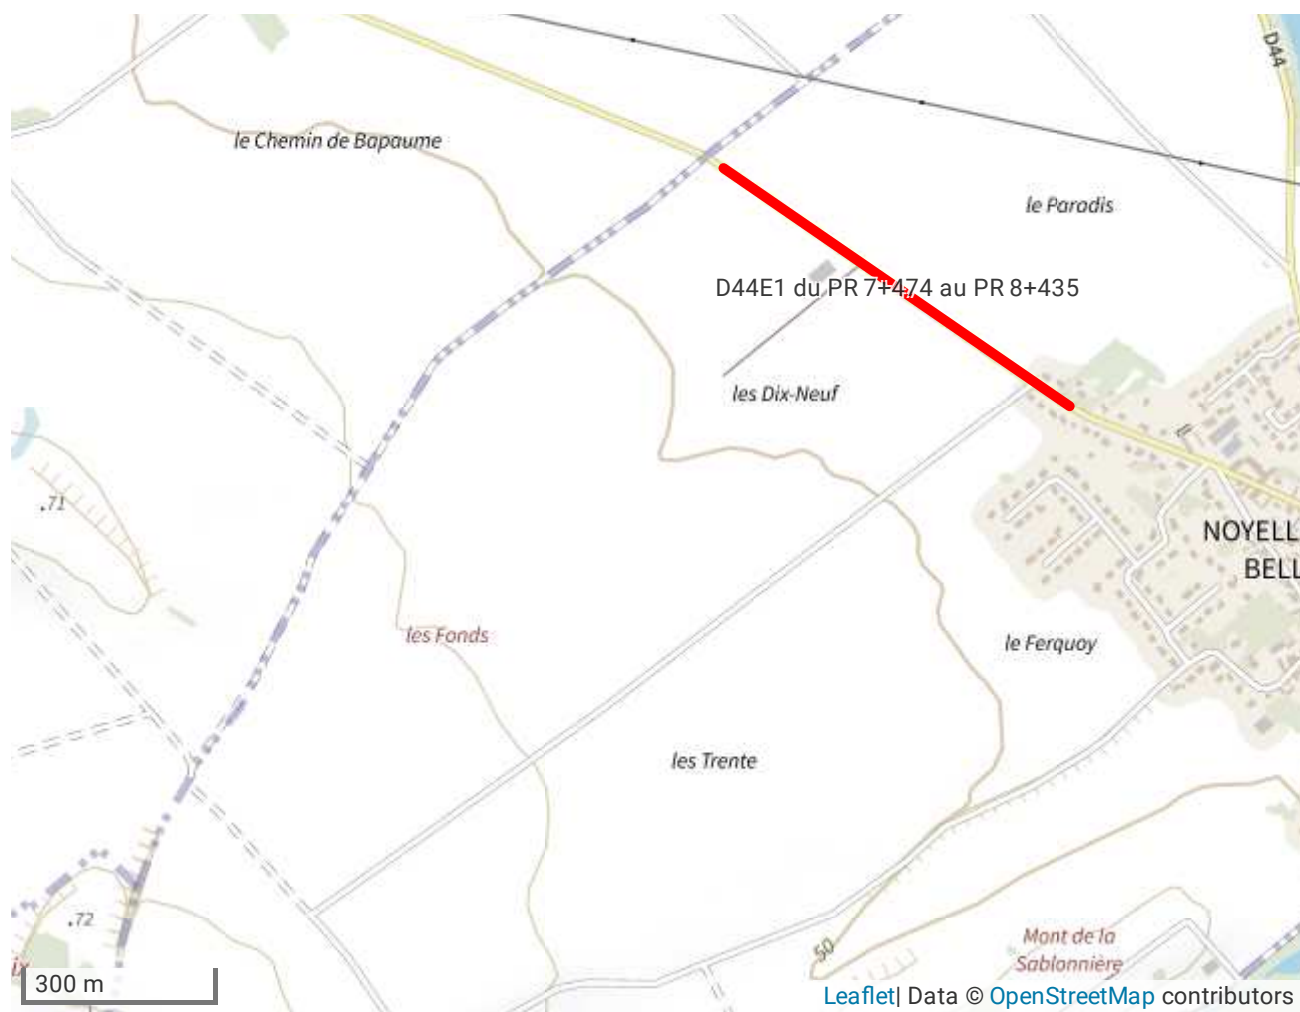 D44
le Chemin de Bapaume
le Paradis
D44E1 du PR 7+474 au PR 8+435
les Dix-Neuf
.71
NOYELL
BELL
les Fonds
le Ferquoy
les Trente
.72
50
Mont de la
Sablonnière
ix
300 m
Leaflet| Data © OpenStreetMap contributors